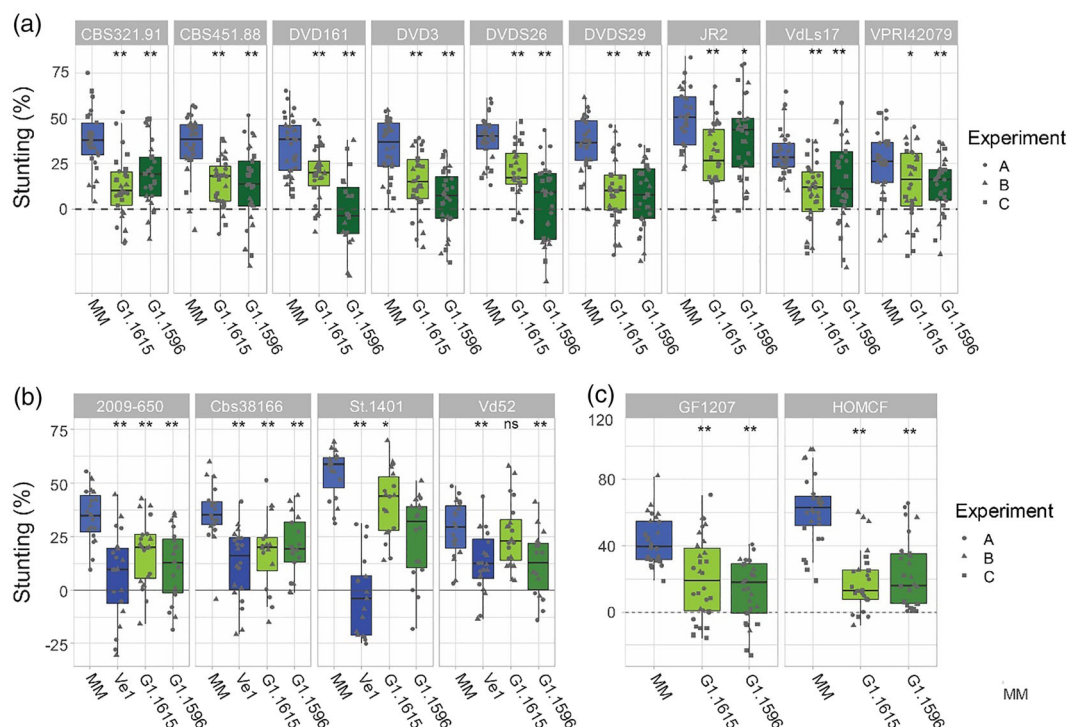 (a)
CBS321.91 CBS451.88 DVD161 DVD3 DVDS26 DVDS29 JR2 VdLs17 VPRI42079
** ** ** ** ** ** ** ** ** ** ** ** ** * ** ** * **
Stunting (%)
75
50
25
0
MM G1.1615 G1.1596 MM G1.1615 G1.1596 MM G1.1615 G1.1596 MM G1.1615 G1.1596 MM G1.1615 G1.1596 MM G1.1615 G1.1596 MM G1.1615 G1.1596 MM G1.1615 G1.1596 MM G1.1615 G1.1596
Experiment
A
B
C
(b)
2009-650 Cbs38166 St.1401 Vd52
** ** ** ** ** ** ** * ** ns **
Stunting (%)
75
50
25
0
-25
MM Ve1 G1.1615 G1.1596 MM Ve1 G1.1615 G1.1596 MM Ve1 G1.1615 G1.1596 MM Ve1 G1.1615 G1.1596
(c)
GF1207 HOMCF
** ** ** **
120
80
40
0
MM G1.1615 G1.1596 MM G1.1615 G1.1596
Experiment
A
B
C
MM